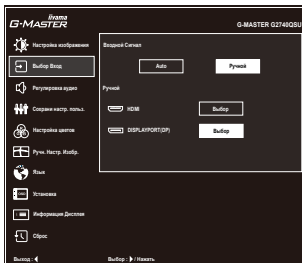 iiyama
G-MASTER
G-MASTER G2740QSU
Настройка изображения
Входной Сигнал
Auto
Ручной
Выбор Вход
Регулировка аудио
Ручной
Сохрани настр. польз.
HDMI
Выбор
Настройка цветов
DISPLAYPORT(DP)
Выбор
Ручн. Настр. Изобр.
Язык
Установка
Информация Дисплея
Сброс
Выход :
Выбор : / Нажать